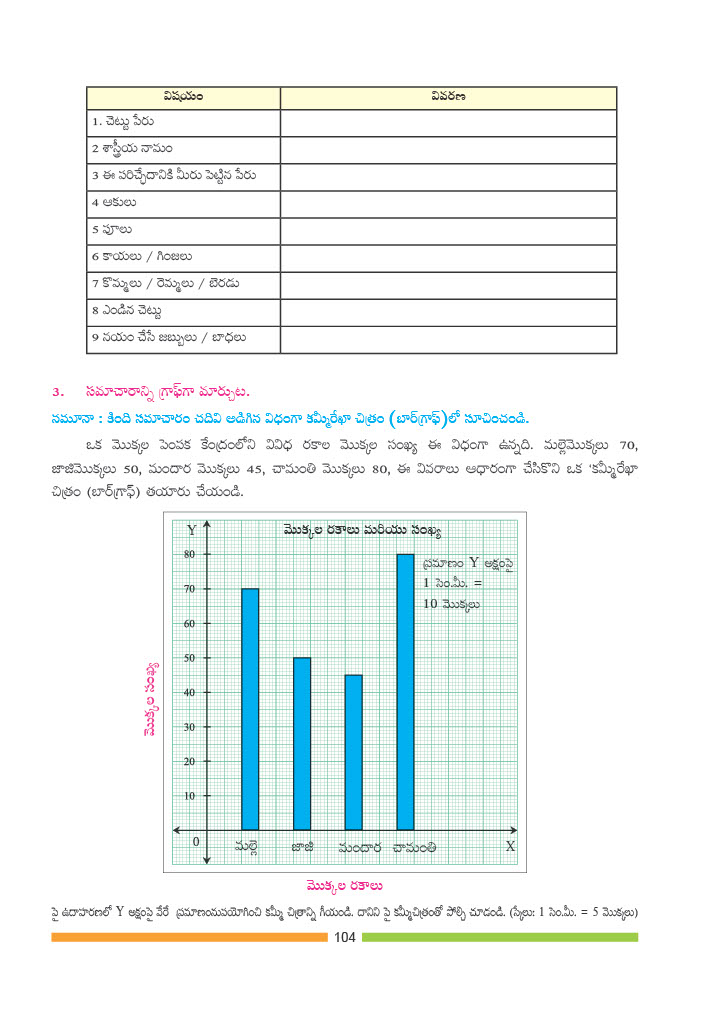 విషయం వివరణ
1. చెట్టు పేరు
2 శాస్త్రీయ నామం
3 ఈ పరిచ్ఛేదానికి మీరు పెట్టిన పేరు
4 ఆకులు
5 పూలు
6 కాయలు / గింజలు
7 కొమ్మలు / రెమ్మలు / బెరడు
8 ఎండిన చెట్టు
9 నయం చేసే జబ్బులు / బాధలు
3. సమాచారాన్ని గ్రాఫ్‌గా మార్చుట.
నమూనా : కింది సమాచారం చదివి అడిగిన విధంగా కమ్మీరేఖా చిత్రం (బార్‌గ్రాఫ్)లో సూచించండి.
ఒక మొక్కల పెంపక కేంద్రంలోని వివిధ రకాల మొక్కల సంఖ్య ఈ విధంగా ఉన్నది. మల్లెమొక్కలు 70,
జాజిమొక్కలు 50, మందార మొక్కలు 45, చామంతి మొక్కలు 80, ఈ వివరాలు ఆధారంగా చేసికొని ఒక 'కమ్మీరేఖా
చిత్రం (బార్‌గ్రాఫ్) తయారు చేయండి.
Y మొక్కల రకాలు మరియు సంఖ్య
ప్రమాణం Y అక్షంపై
1 సెం.మీ. =
10 మొక్కలు
80
70
60
50
40
30
20
10
0
మొక్కల సంఖ్య
మల్లె జాజి మందార చామంతి X
మొక్కల రకాలు
పై ఉదాహరణలో Y అక్షంపై వేరే ప్రమాణంనుపయోగించి కమ్మీ చిత్రాన్ని గీయండి. దానిని పై కమ్మీచిత్రంతో పోల్చి చూడండి. (స్కేలు: 1 సెం.మీ. = 5 మొక్కలు)
104